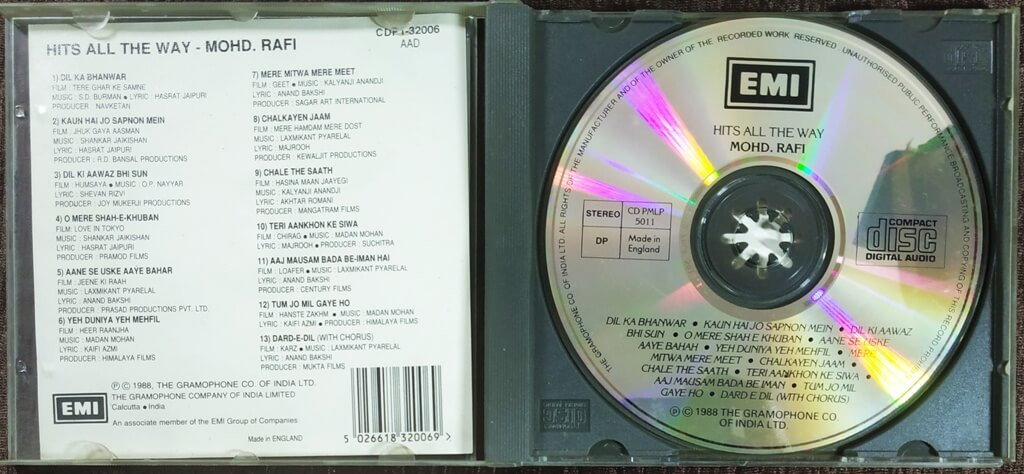 HITS ALL THE WAY - MOHD. RAFI
32006
AAD
1) DIL KA BHANWAR
FILM : TERE GHAR KE SAMNE
MUSIC : S.D. BURMAN ● LYRIC : HASRAT JAIPURI
PRODUCER : NAVKETAN
2) KAUN HAI JO SAPNON MEIN
FILM : JHUK GAYA AASMAN
MUSIC : SHANKAR JAIKISHAN
LYRIC : HASRAT JAIPURI
PRODUCER : R.D. BANSAL PRODUCTIONS
3) DIL KI AAWAZ BHI SUN
FILM : HUMSAYA ● MUSIC : O.P. NAYYAR
LYRIC : SHEVAN RIZVI
PRODUCER : JOY MUKERJI PRODUCTIONS
4) O MERE SHAH-E-KHUBAN
FILM : LOVE IN TOKYO
MUSIC : SHANKAR JAIKISHAN
LYRIC : HASRAT JAIPURI
PRODUCER : PRAMOD FILMS
5) AANE SE USKE AAYE BAHAR
FILM : JEENE KI RAAH
MUSIC : LAXMIKANT PYARELAL
LYRIC : ANAND BAKSHI
PRODUCER : PRASAD PRODUCTIONS PVT. LTD.
6) YEH DUNIYA YEH MEHFIL
FILM : HEER RAANJHA
MUSIC : MADAN MOHAN
LYRIC : KAIFI AZMI
PRODUCER : HIMALAYA FILMS
7) MERE MITWA MERE MEET
FILM : GEET ● MUSIC : KALYANJI ANANDJI
LYRIC : ANAND BAKSHI
PRODUCER : SAGAR ART INTERNATIONAL
8) CHALKAYEN JAAM
FILM : MERE HAMDAM MERE DOST
MUSIC : LAXMIKANT PYARELAL
LYRIC : MAJROOH
PRODUCER : KEWALJIT PRODUCTIONS
9) CHALE THE SAATH
FILM : HASINA MAAN JAAYEGI
MUSIC : KALYANJI ANANDJI
LYRIC : AKHTAR ROMANI
PRODUCER : MANGATRAM FILMS
10) TERI AANKHON KE SIWA
FILM : CHIRAG ● MUSIC : MADAN MOHAN
LYRIC : MAJROOH ● PRODUCER : SUCHITRA
11) AAJ MAUSAM BADA BE-IMAN HAI
FILM : LOAFER ● MUSIC : LAXMIKANT PYARELAL
LYRIC : ANAND BAKSHI
PRODUCER : CENTURY FILMS
12) TUM JO MIL GAYE HO
FILM : HANSTE ZAKHM ● MUSIC : MADAN MOHAN
LYRIC : KAIFI AZMI ● PRODUCER : HIMALAYA FILMS
13) DARD-E-DIL (WITH CHORUS)
FILM : KARZ ● MUSIC : LAXMIKANT PYARELAL
LYRIC : ANAND BAKSHI
PRODUCER : MUKTA FILMS
℗ © 1988, THE GRAMOPHONE CO. OF INDIA LTD.
THE GRAMOPHONE COMPANY OF INDIA LIMITED
Calcutta ● India
EMI
An associate member of the EMI Group of Companies.
Made in ENGLAND
5 026618 320069 >
THE GRAMOPHONE CO. OF INDIA LTD. ALL RIGHTS OF THE MANUFACTURER AND OF THE OWNER OF THE RECORDED WORK RESERVED. UNAUTHORISED PUBLIC PERFORMANCE BROADCASTING AND COPYING OF THIS RECORD PROHI
EMI
HITS ALL THE WAY
MOHD. RAFI
STEREO
CD PMLP
5011
DP
Made in
England
COMPACT
disc
DIGITAL AUDIO
DIL KA BHANWAR ● KAUN HAI JO SAPNON MEIN ● DIL KI AAWAZ
BHI SUN ● O MERE SHAH E KHUBAN ● AANE SE USKE
AAYE BAHAH ● YEH DUNIYA YEH MEHFIL ● MERE
MITWA MERE MEET ● CHALKAYEN JAAM ●
CHALE THE SAATH ● TERI AANKHON KE SIWA ●
AAJ MAUSAM BADA BE IMAN ● TUM JO MIL
GAYE HO ● DARD E DIL (WITH CHORUS)
℗ © 1988 THE GRAMOPHONE CO.
OF INDIA LTD.